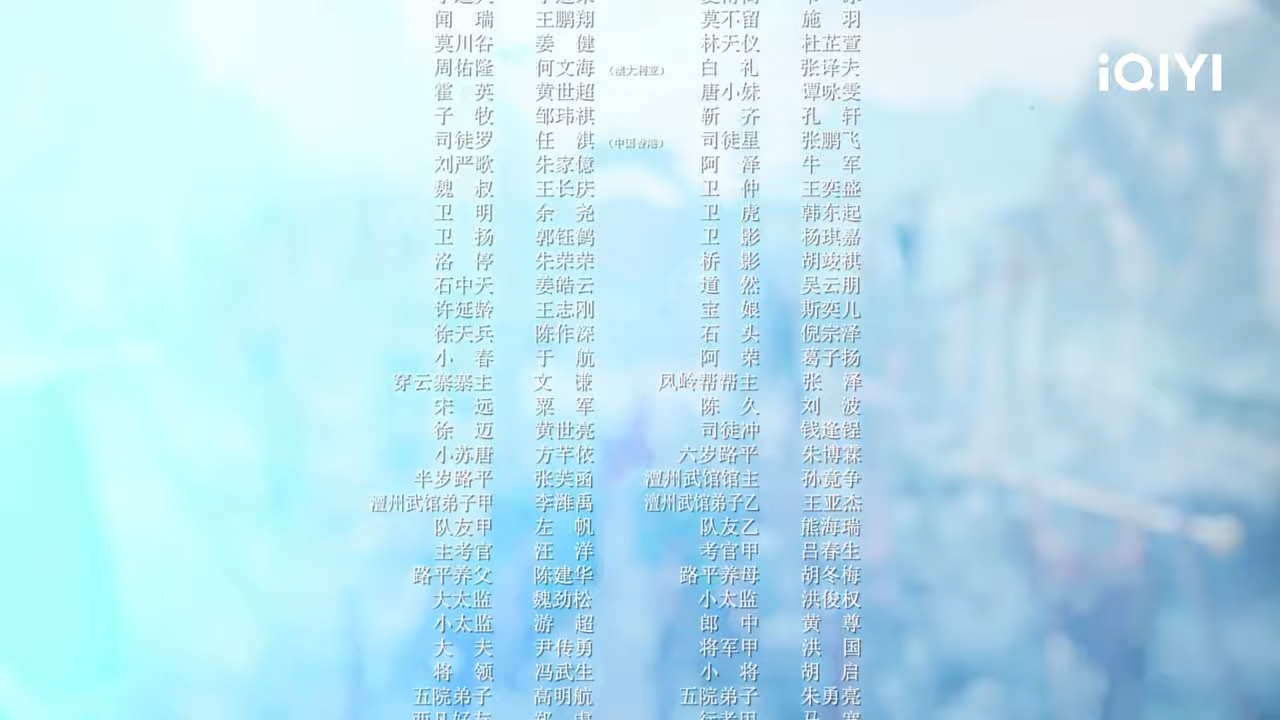 闻 瑞 王鹏翔 莫不留 施 羽
莫川谷 姜 健 林天仪 杜芷萱
iQIYI
周佑隆 何文海 (澳大利亚) 白 礼 张译夫
霍 英 黄世超 唐小妹 谭咏雯
子 牧 邹玮祺 靳 齐 孔 轩
司徒罗 任 淇 (中国香港) 司徒星 张鹏飞
刘严歌 朱家億 阿 泽 牛 军
魏 叔 王长庆 卫 仲 王奕盛
卫 明 余 尧 卫 虎 韩东起
卫 扬 郭钰鹤 卫 影 杨琪嘉
洛 停 朱荣荣 桥 影 胡竣祺
石中天 姜皓云 道 然 吴云朋
许延龄 王志刚 宝 娘 斯奕儿
徐天兵 陈作深 石 头 倪宗泽
小 春 于 航 阿 荣 葛子扬
穿云寨寨主 文 谦 凤岭帮帮主 张 泽
宋 远 粟 军 陈 久 刘 波
徐 迈 黄世亮 司徒冲 钱逢锃
小苏唐 方芊依 六岁路平 朱博霖
半岁路平 张芙函 澶州武馆馆主 孙竟争
澶州武馆弟子甲 李潍禹 澶州武馆弟子乙 王亚杰
队友甲 左 帆 队友乙 熊海瑞
主考官 汪 洋 考官甲 吕春生
路平养父 陈建华 路平养母 胡冬梅
大太监 魏劲松 小太监 洪俊权
小太监 游 超 郎 中 黄 尊
大 夫 尹传勇 将军甲 洪 国
将 领 冯武生 小 将 胡 启
五院弟子 高明航 五院弟子 朱勇亮